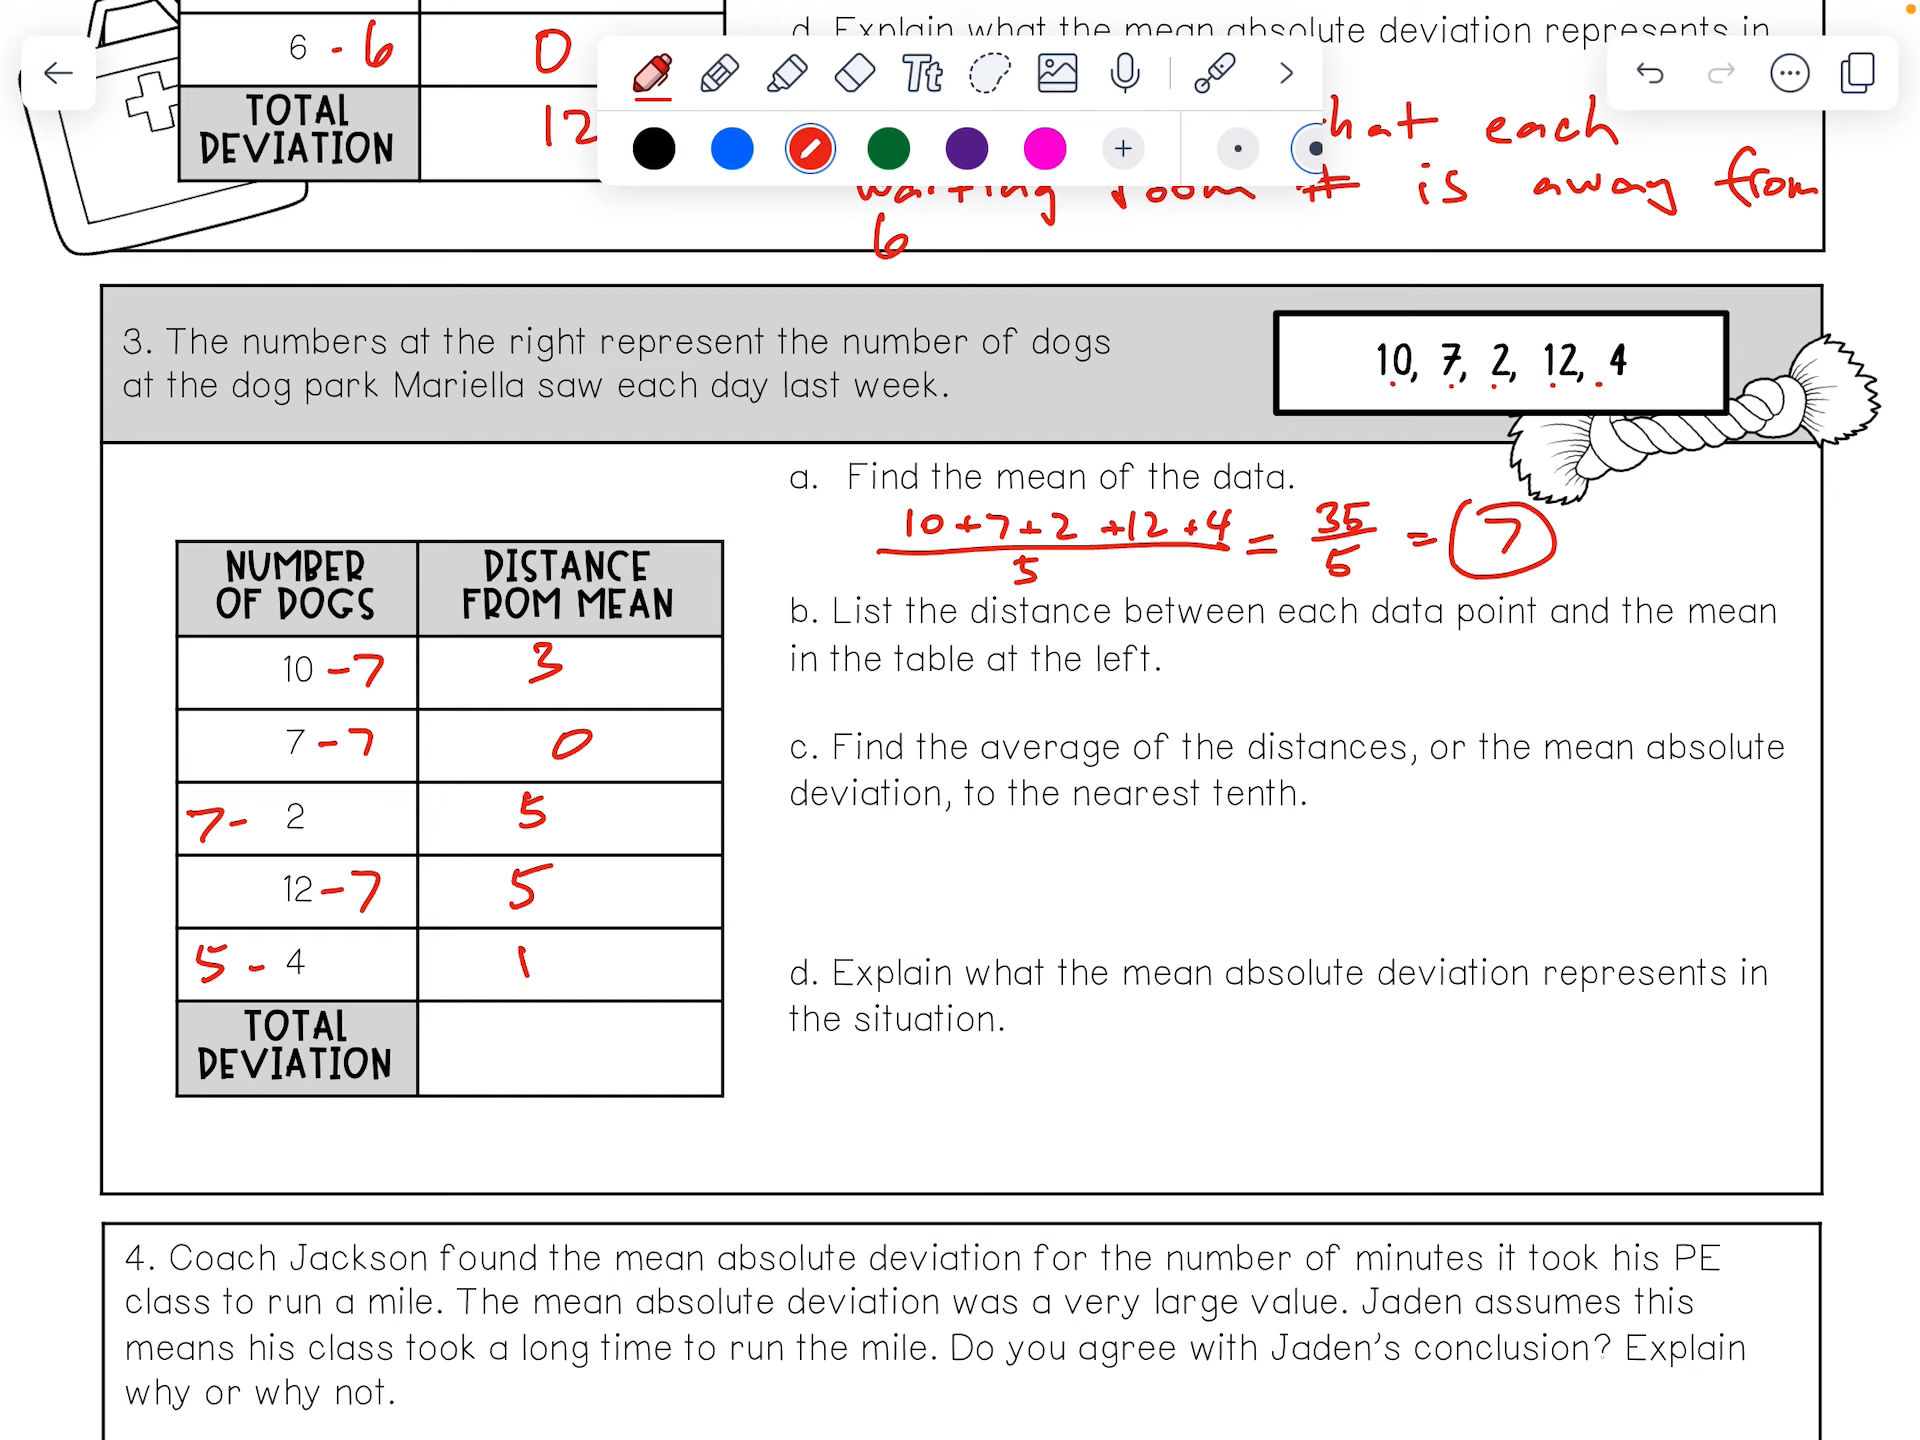 d. Explain what the mean absolute deviation represents in
6 - 6 0
TOTAL
DEVIATION
12
Tt
that each
waiting room # is away from
6
3. The numbers at the right represent the number of dogs
at the dog park Mariella saw each day last week.
10, 7, 2, 12, 4
a. Find the mean of the data.
10+7+2+12+4 = 35 = 7
5 5
NUMBER
OF DOGS
DISTANCE
FROM MEAN
10 -7 3
7 -7 0
7- 2 5
12 -7 5
5 - 4 1
TOTAL
DEVIATION
b. List the distance between each data point and the mean
in the table at the left.
c. Find the average of the distances, or the mean absolute
deviation, to the nearest tenth.
d. Explain what the mean absolute deviation represents in
the situation.
4. Coach Jackson found the mean absolute deviation for the number of minutes it took his PE
class to run a mile. The mean absolute deviation was a very large value. Jaden assumes this
means his class took a long time to run the mile. Do you agree with Jaden's conclusion? Explain
why or why not.